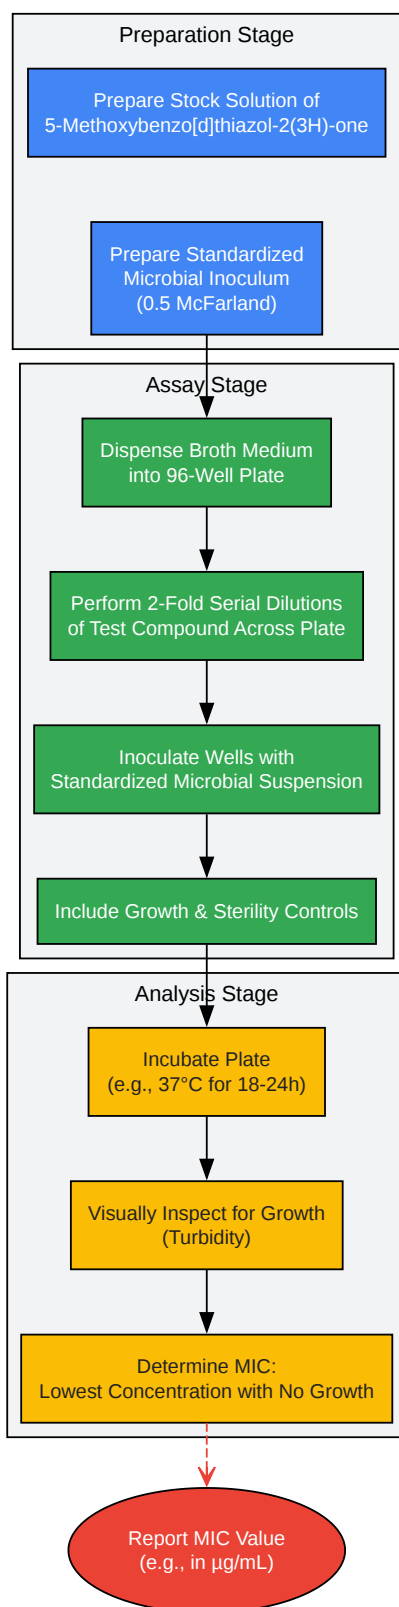 Preparation Stage
Prepare Stock Solution of
5-Methoxybenzo[d]thiazol-2(3H)-one
Prepare Standardized
Microbial Inoculum
(0.5 McFarland)
Assay Stage
Dispense Broth Medium
into 96-Well Plate
Perform 2-Fold Serial Dilutions
of Test Compound Across Plate
Inoculate Wells with
Standardized Microbial Suspension
Include Growth & Sterility Controls
Analysis Stage
Incubate Plate
(e.g., 37°C for 18-24h)
Visually Inspect for Growth
(Turbidity)
Determine MIC:
Lowest Concentration with No Growth
Report MIC Value
(e.g., in µg/mL)